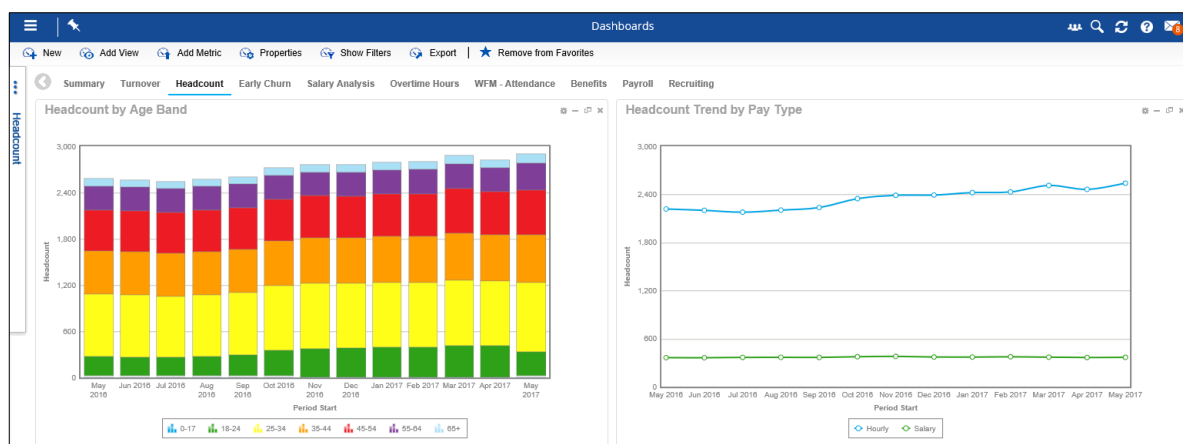 Dashboards
8
New Add View Add Metric Properties Show Filters Export Remove from Favorites
Summary Turnover Headcount Early Churn Salary Analysis Overtime Hours WFM - Attendance Benefits Payroll Recruiting
Headcount
Headcount by Age Band
3,000
2,400
1,800
1,200
600
0
Headcount
May 2016 Jun 2016 Jul 2016 Aug 2016 Sep 2016 Oct 2016 Nov 2016 Dec 2016 Jan 2017 Feb 2017 Mar 2017 Apr 2017 May 2017
Period Start
0-17 18-24 25-34 35-44 45-54 55-64 65+
Headcount Trend by Pay Type
3,000
2,400
1,800
1,200
600
0
Headcount
May 2016 Jun 2016 Jul 2016 Aug 2016 Sep 2016 Oct 2016 Nov 2016 Dec 2016 Jan 2017 Feb 2017 Mar 2017 Apr 2017 May 2017
Period Start
Hourly Salary